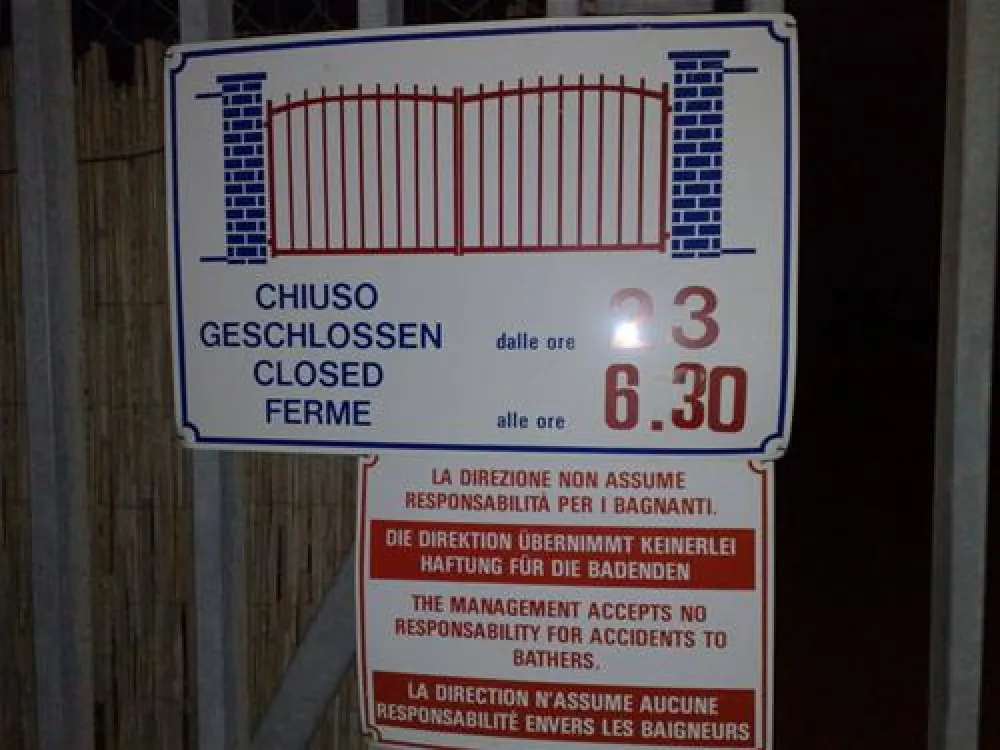 CHIUSO
GESCHLOSSEN
CLOSED
FERME
dalle ore 23
alle ore 6.30
LA DIREZIONE NON ASSUME
RESPONSABILITÀ PER I BAGNANTI.
DIE DIREKTION ÜBERNIMMT KEINERLEI
HAFTUNG FÜR DIE BADENDEN
THE MANAGEMENT ACCEPTS NO
RESPONSABILITY FOR ACCIDENTS TO
BATHERS.
LA DIRECTION N'ASSUME AUCUNE
RESPONSABILITÉ ENVERS LES BAIGNEURS